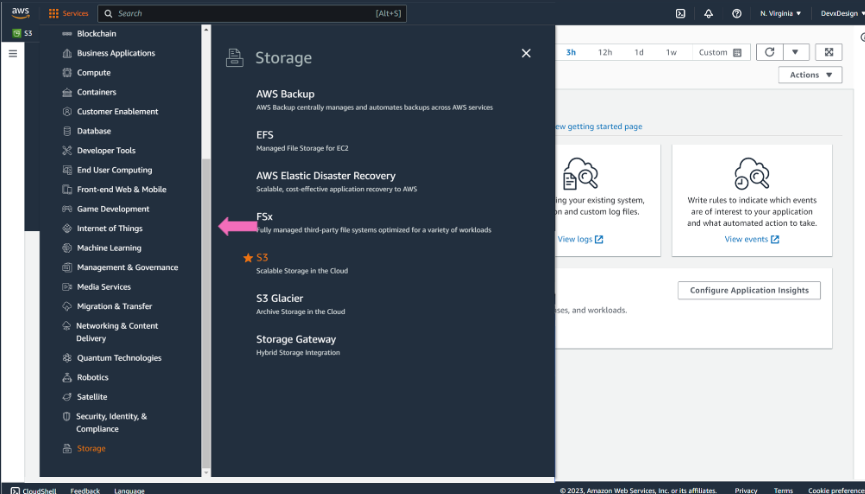 aws
Services
Search
[Alt+S]
N. Virginia ▼
DevxDesign
S3
Blockchain
Business Applications
Compute
Containers
Customer Enablement
Database
Developer Tools
End User Computing
Front-end Web & Mobile
Game Development
Internet of Things
Machine Learning
Management & Governance
Media Services
Migration & Transfer
Networking & Content
Delivery
Quantum Technologies
Robotics
Satellite
Security, Identity, &
Compliance
Storage
Storage
AWS Backup
AWS Backup centrally manages and automates backups across AWS services
EFS
Managed File Storage for EC2
AWS Elastic Disaster Recovery
Scalable, cost-effective application recovery to AWS
FSx
Fully managed third-party file systems optimized for a variety of workloads
S3
Scalable Storage in the Cloud
S3 Glacier
Archive Storage in the Cloud
Storage Gateway
Hybrid Storage Integration
3h 12h 1d 1w Custom
Actions ▼
ew getting started page
ing your existing system,
n and custom log files.
View logs
Write rules to indicate which events
are of interest to your application
and what automated action to take.
View events
Configure Application Insights
ses, and workloads.
CloudShell Feedback Language
© 2023, Amazon Web Services, Inc. or its affiliates. Privacy Terms Cookie preference